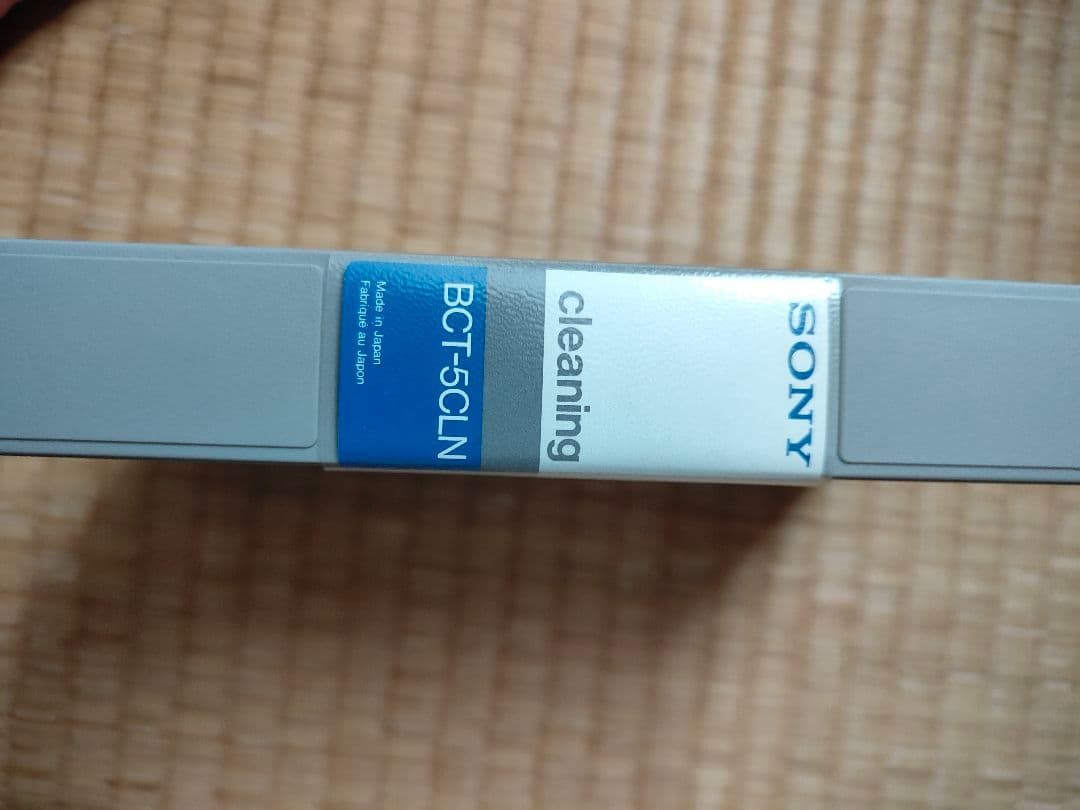 SONY
cleaning
BCT-5CLN
Made in Japan
Fabriqué au Japon